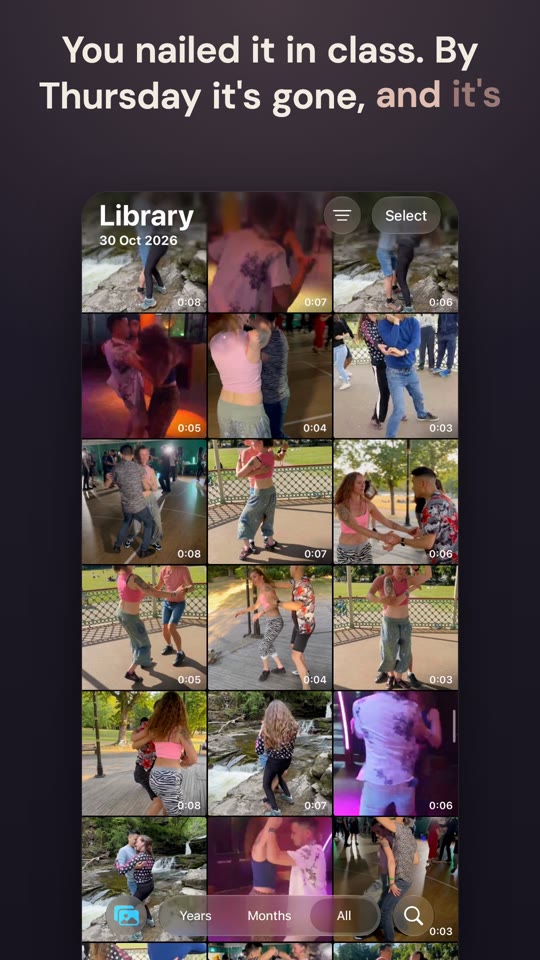 You nailed it in class. By
Thursday it's gone, and it's
Library
Select
30 Oct 2026
0:08
0:07
0:06
0:05
0:04
0:03
0:08
0:07
0:06
0:05
0:04
0:03
0:08
0:07
0:06
Years
Months
All
0:03